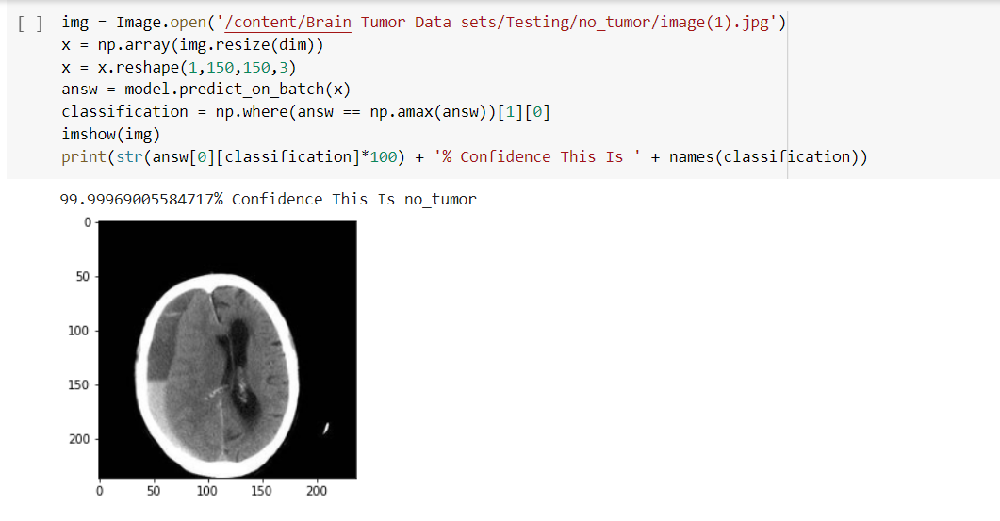 [ ] img = Image.open('/content/Brain Tumor Data sets/Testing/no_tumor/image(1).jpg')
x = np.array(img.resize(dim))
x = x.reshape(1,150,150,3)
answ = model.predict_on_batch(x)
classification = np.where(answ == np.amax(answ))[1][0]
imshow(img)
print(str(answ[0][classification]*100) + '% Confidence This Is ' + names(classification))
99.99969005584717% Confidence This Is no_tumor
0
50
100
150
200
0 50 100 150 200